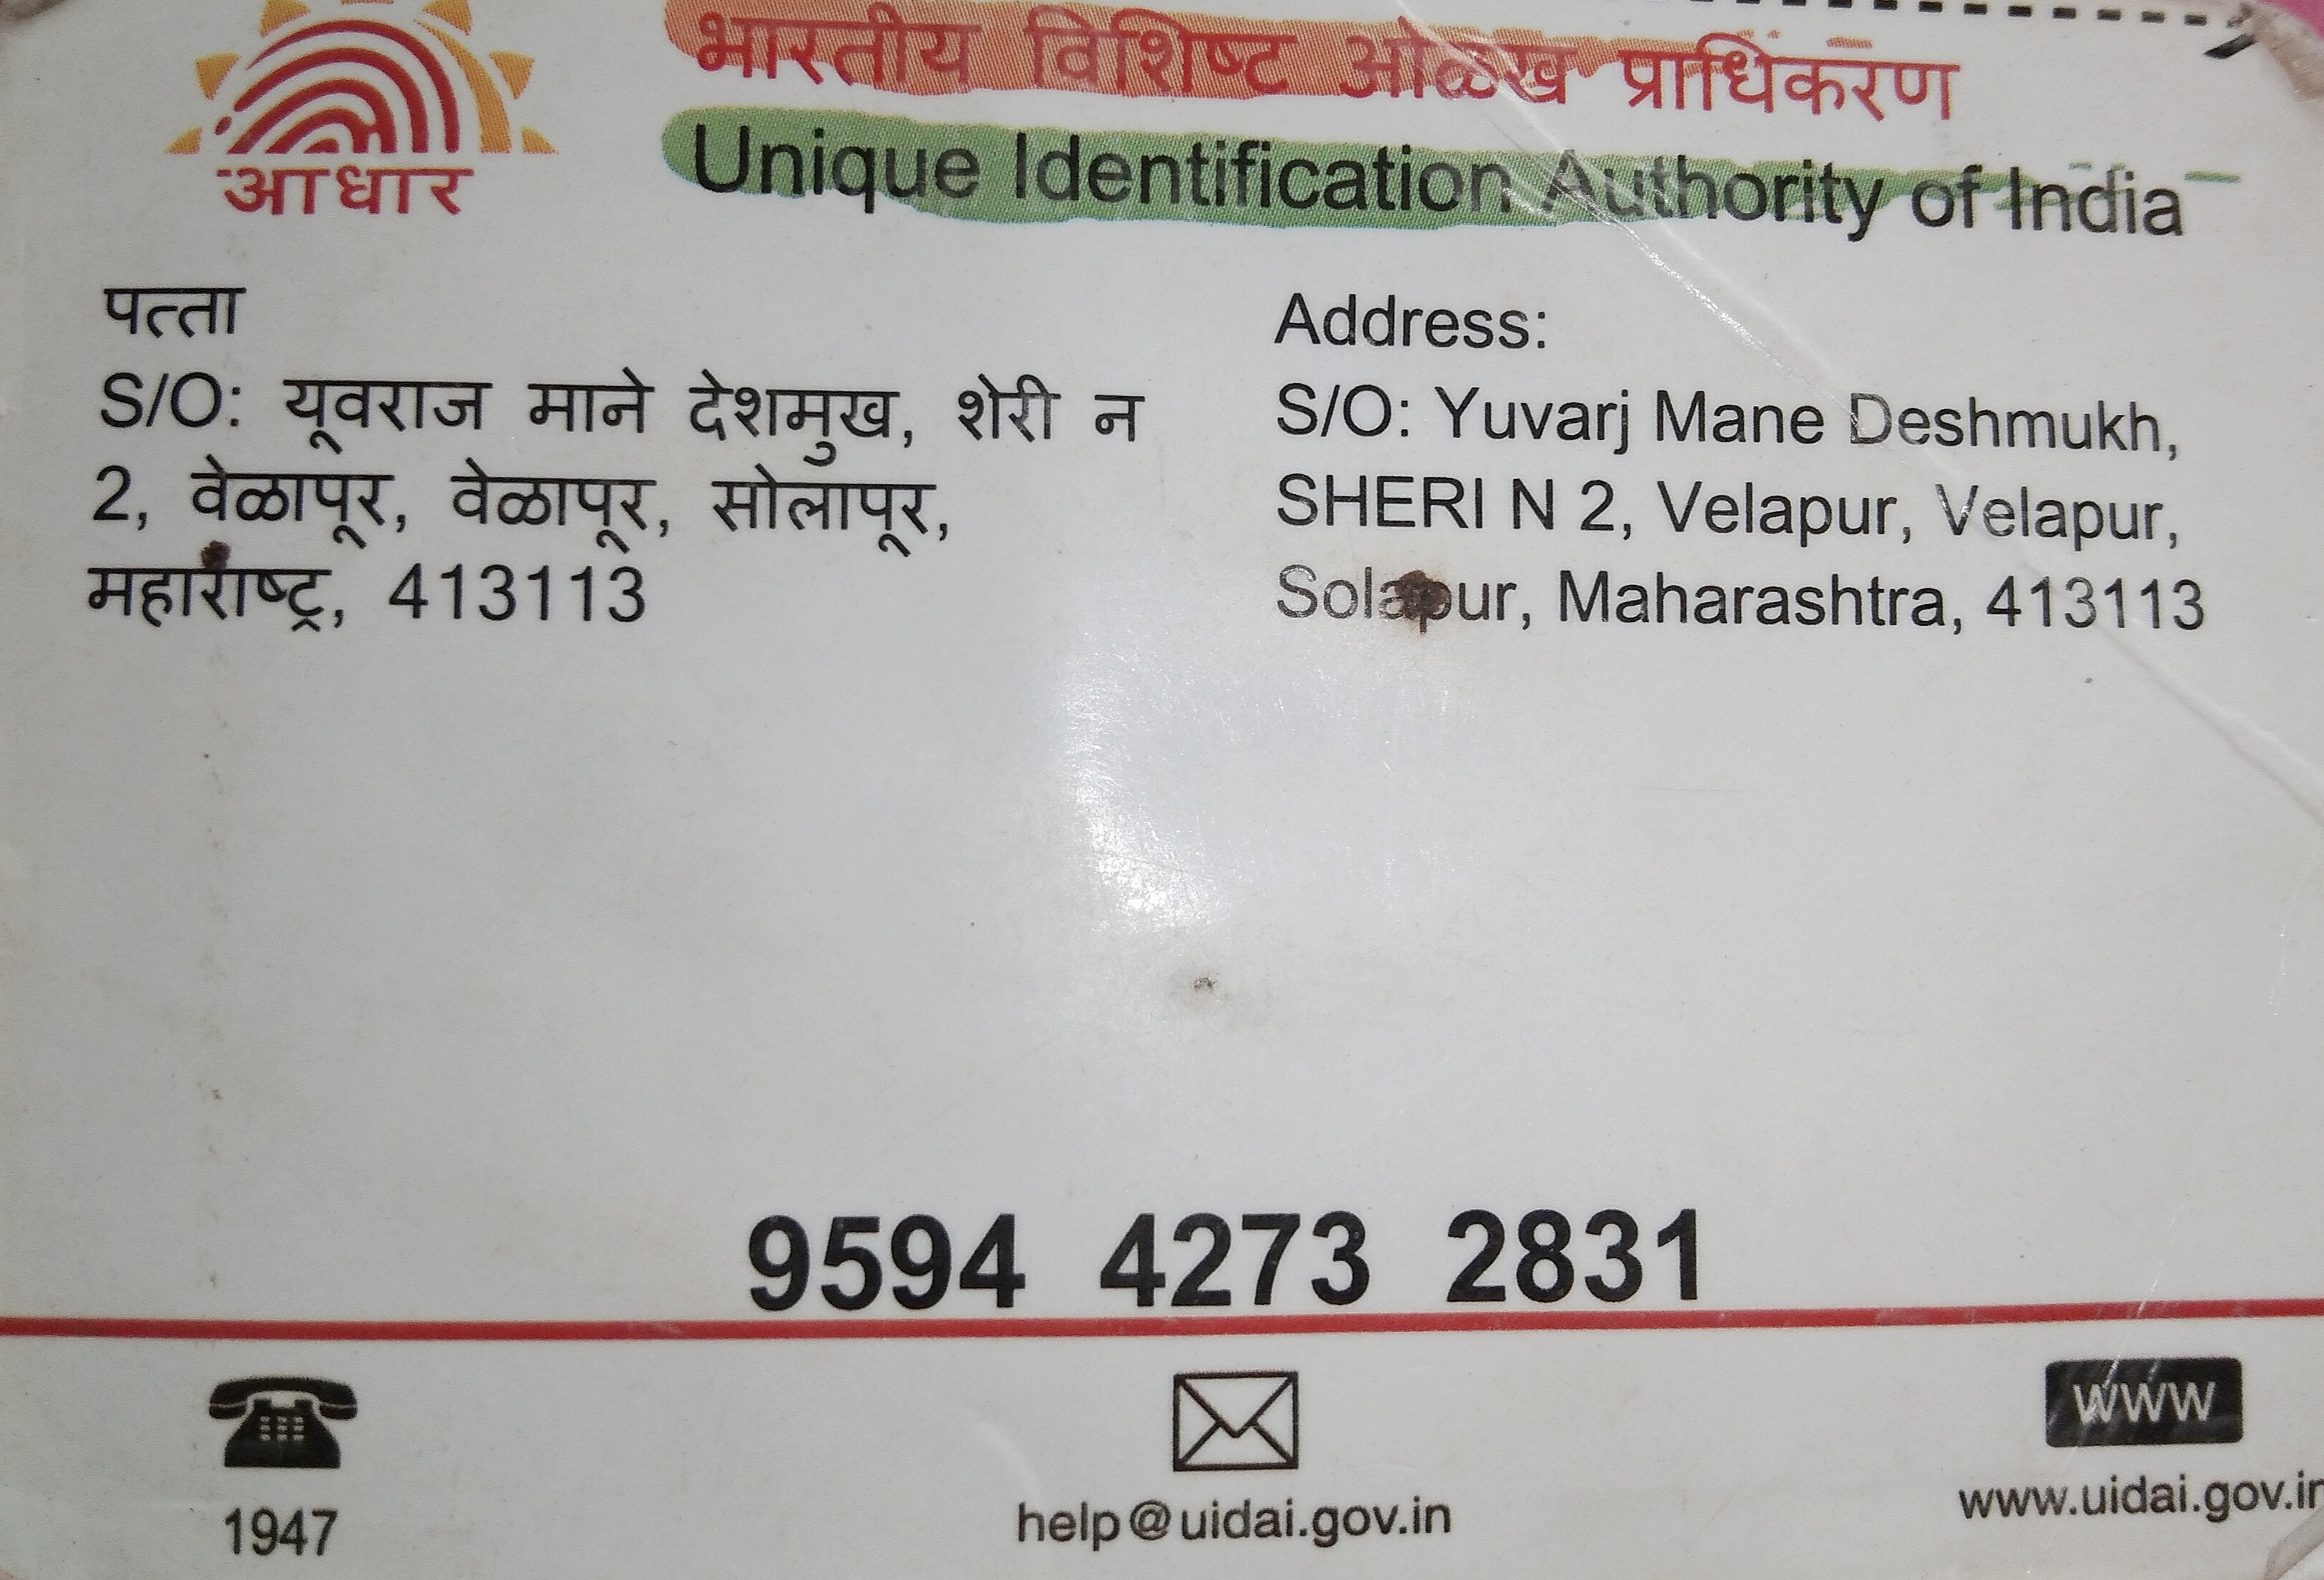 भारतीय विशिष्ट ओळख प्राधिकरण
Unique Identification Authority of India
आधार
पत्ता
S/O: यूवराज माने देशमुख, शेरी न
2, वेळापूर, वेळापूर, सोलापूर,
महाराष्ट्र, 413113
Address:
S/O: Yuvarj Mane Deshmukh,
SHERI N 2, Velapur, Velapur,
Solapur, Maharashtra, 413113
9594 4273 2831
1947
help@uidai.gov.in
www
www.uidai.gov.in